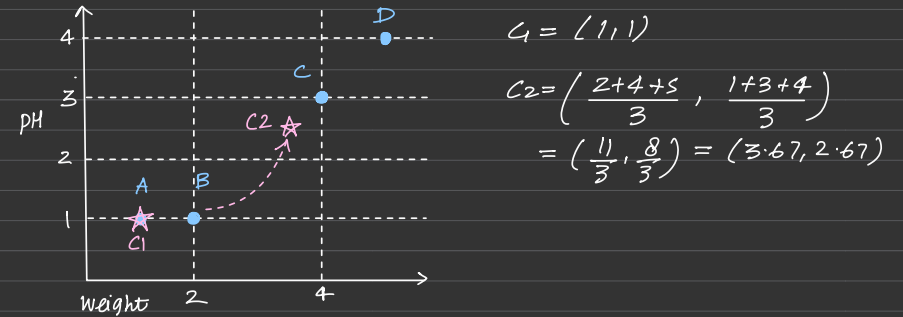 D
4
C
3
PH
C2
2
A
B
1
C1
Weight 2 4
C1 = (1,1)
C2 = ( 2+4+5 / 3 , 1+3+4 / 3 )
= ( 11/3 , 8/3 ) = (3.67, 2.67)